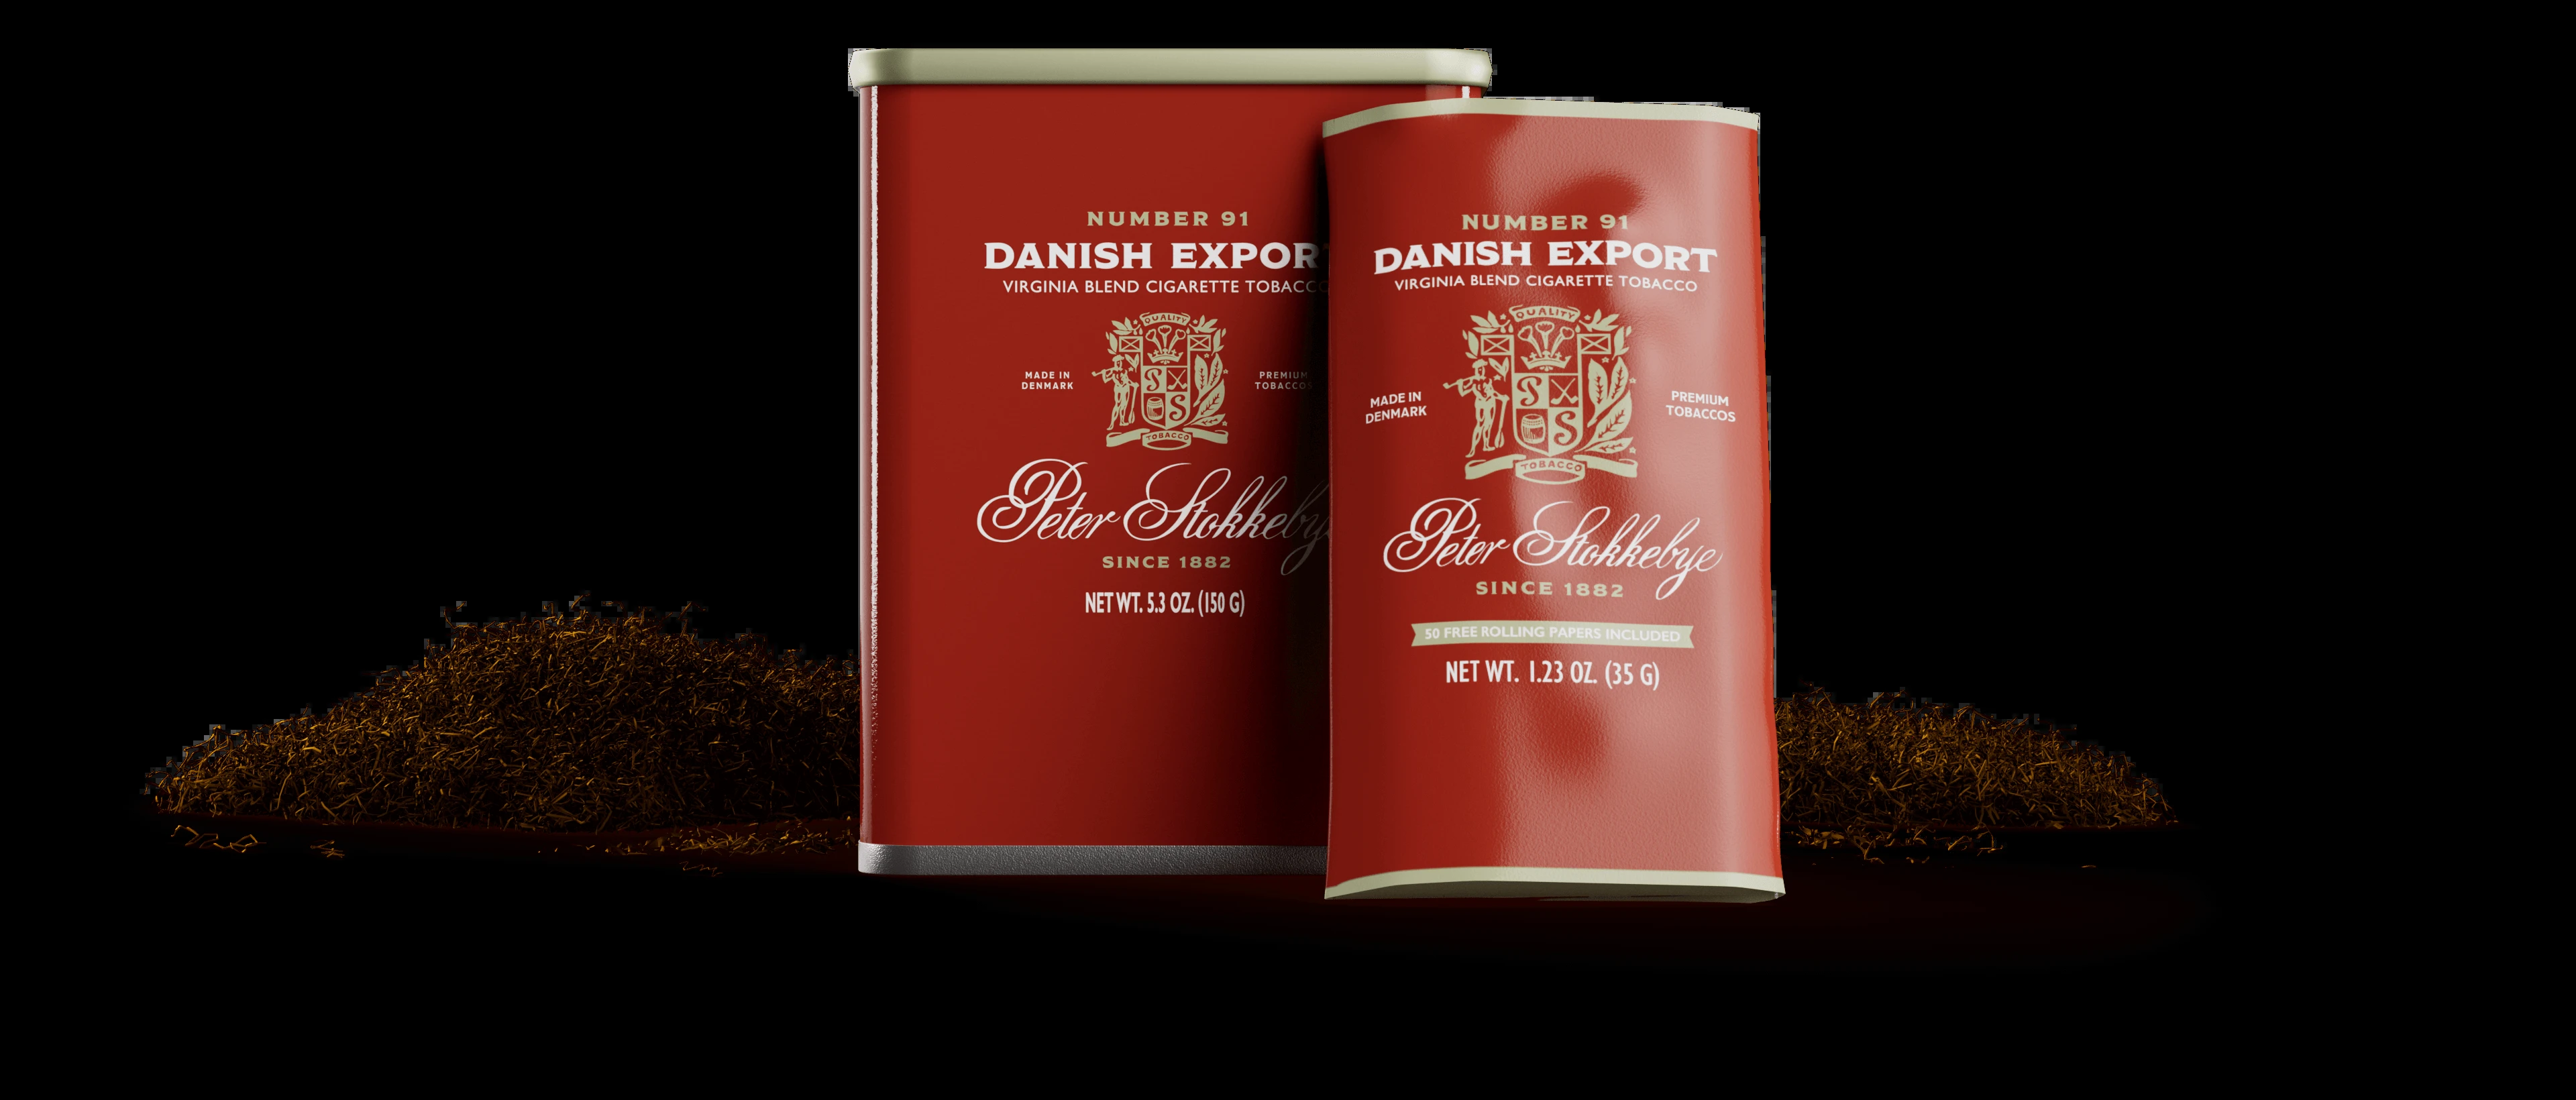 NUMBER 91
DANISH EXPORT
VIRGINIA BLEND CIGARETTE TOBACCO
QUALITY
MADE IN
DENMARK
PREMIUM
TOBACCOS
S
S
TOBACCO
Peter Stokkebye
SINCE 1882
NET WT. 5.3 OZ. (150 G)
NUMBER 91
DANISH EXPORT
VIRGINIA BLEND CIGARETTE TOBACCO
QUALITY
MADE IN
DENMARK
PREMIUM
TOBACCOS
S
S
TOBACCO
Peter Stokkebye
SINCE 1882
50 FREE ROLLING PAPERS INCLUDED
NET WT. 1.23 OZ. (35 G)